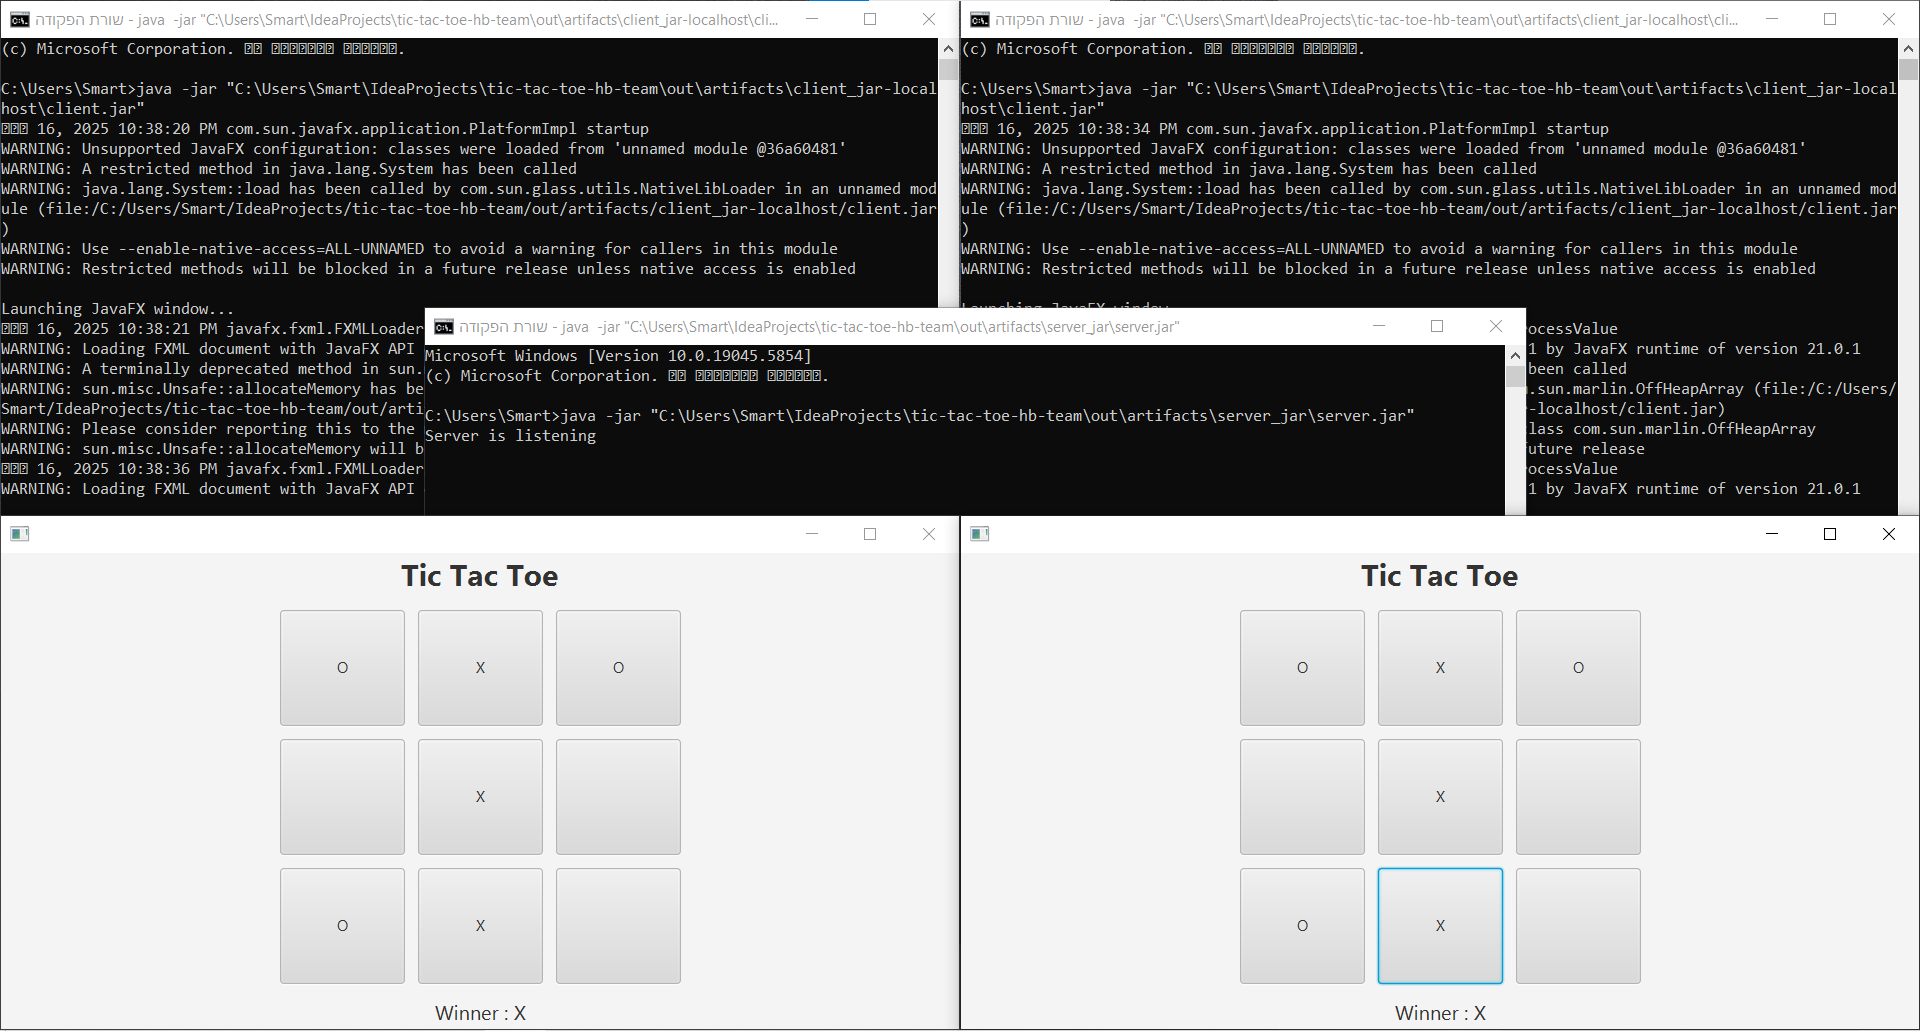 שורת הפקודה - java  -jar "C:\Users\Smart\IdeaProjects\tic-tac-toe-hb-team\out\artifacts\client_jar-localhost\cli...
(c) Microsoft Corporation.
C:\Users\Smart>java -jar "C:\Users\Smart\IdeaProjects\tic-tac-toe-hb-team\out\artifacts\client_jar-local
host\client.jar"
16, 2025 10:38:20 PM com.sun.javafx.application.PlatformImpl startup
WARNING: Unsupported JavaFX configuration: classes were loaded from 'unnamed module @36a60481'
WARNING: A restricted method in java.lang.System has been called
WARNING: java.lang.System::load has been called by com.sun.glass.utils.NativeLibLoader in an unnamed mod
ule (file:/C:/Users/Smart/IdeaProjects/tic-tac-toe-hb-team/out/artifacts/client_jar-localhost/client.jar
)
WARNING: Use --enable-native-access=ALL-UNNAMED to avoid a warning for callers in this module
WARNING: Restricted methods will be blocked in a future release unless native access is enabled
Launching JavaFX window...
16, 2025 10:38:21 PM javafx.fxml.FXMLLoader
WARNING: Loading FXML document with JavaFX API
WARNING: A terminally deprecated method in sun.
WARNING: sun.misc.Unsafe::allocateMemory has be
Smart/IdeaProjects/tic-tac-toe-hb-team/out/arti
WARNING: Please consider reporting this to the
WARNING: sun.misc.Unsafe::allocateMemory will b
16, 2025 10:38:36 PM javafx.fxml.FXMLLoader
WARNING: Loading FXML document with JavaFX API
שורת הפקודה - java  -jar "C:\Users\Smart\IdeaProjects\tic-tac-toe-hb-team\out\artifacts\client_jar-localhost\cli...
(c) Microsoft Corporation.
C:\Users\Smart>java -jar "C:\Users\Smart\IdeaProjects\tic-tac-toe-hb-team\out\artifacts\client_jar-local
host\client.jar"
16, 2025 10:38:34 PM com.sun.javafx.application.PlatformImpl startup
WARNING: Unsupported JavaFX configuration: classes were loaded from 'unnamed module @36a60481'
WARNING: A restricted method in java.lang.System has been called
WARNING: java.lang.System::load has been called by com.sun.glass.utils.NativeLibLoader in an unnamed mod
ule (file:/C:/Users/Smart/IdeaProjects/tic-tac-toe-hb-team/out/artifacts/client_jar-localhost/client.jar
)
WARNING: Use --enable-native-access=ALL-UNNAMED to avoid a warning for callers in this module
WARNING: Restricted methods will be blocked in a future release unless native access is enabled
Launching JavaFX window
ocessValue
1 by JavaFX runtime of version 21.0.1
been called
.sun.marlin.OffHeapArray (file:/C:/Users/
-localhost/client.jar)
lass com.sun.marlin.OffHeapArray
uture release
ocessValue
1 by JavaFX runtime of version 21.0.1
שורת הפקודה - java  -jar "C:\Users\Smart\IdeaProjects\tic-tac-toe-hb-team\out\artifacts\server_jar\server.jar"
Microsoft Windows [Version 10.0.19045.5854]
(c) Microsoft Corporation.
C:\Users\Smart>java -jar "C:\Users\Smart\IdeaProjects\tic-tac-toe-hb-team\out\artifacts\server_jar\server.jar"
Server is listening
Tic Tac Toe
O X O
X
O X
Winner : X
Tic Tac Toe
O X O
X
O X
Winner : X